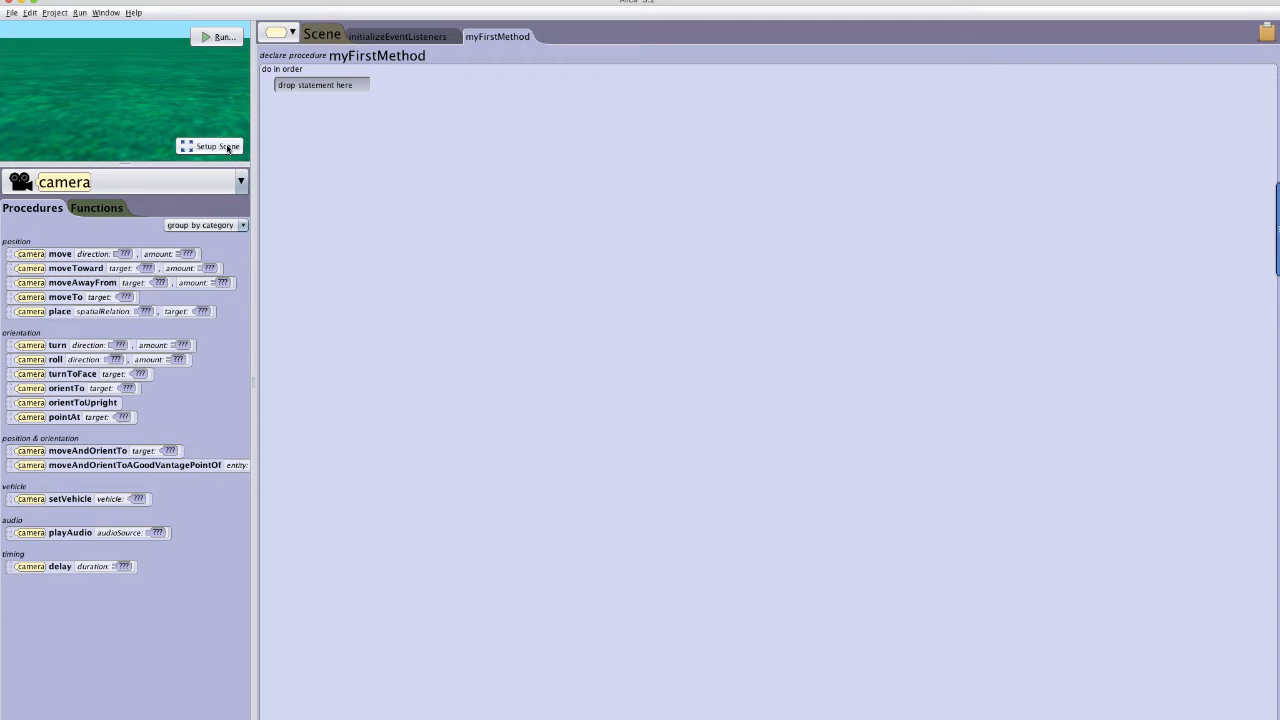 File Edit Project Run Window Help
Run...
Scene initializeEventListeners myFirstMethod
declare procedure myFirstMethod
do in order
drop statement here
Setup Scene
camera
Procedures Functions
group by category
position
camera move direction: ??? , amount: ???
camera moveToward target: ??? , amount: ???
camera moveAwayFrom target: ??? , amount: ???
camera moveTo target: ???
camera place spatialRelation: ??? , target: ???
orientation
camera turn direction: ??? , amount: ???
camera roll direction: ??? , amount: ???
camera turnToFace target: ???
camera orientTo target: ???
camera orientToUpright
camera pointAt target: ???
position & orientation
camera moveAndOrientTo target: ???
camera moveAndOrientToAGoodVantagePointOf entity:
vehicle
camera setVehicle vehicle: ???
audio
camera playAudio audioSource: ???
timing
camera delay duration: ???